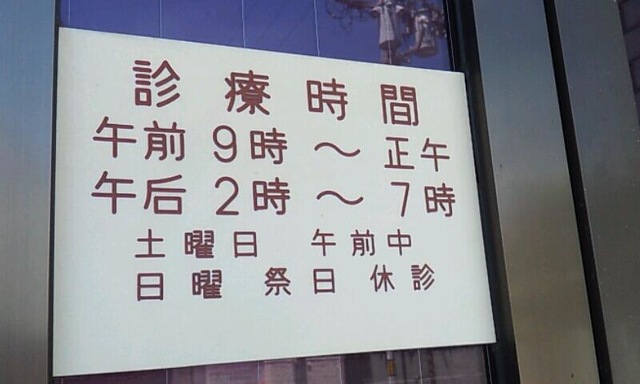 診療時間
午前9時～正午
午后2時～7時
土曜日 午前中
日曜 祭日 休診